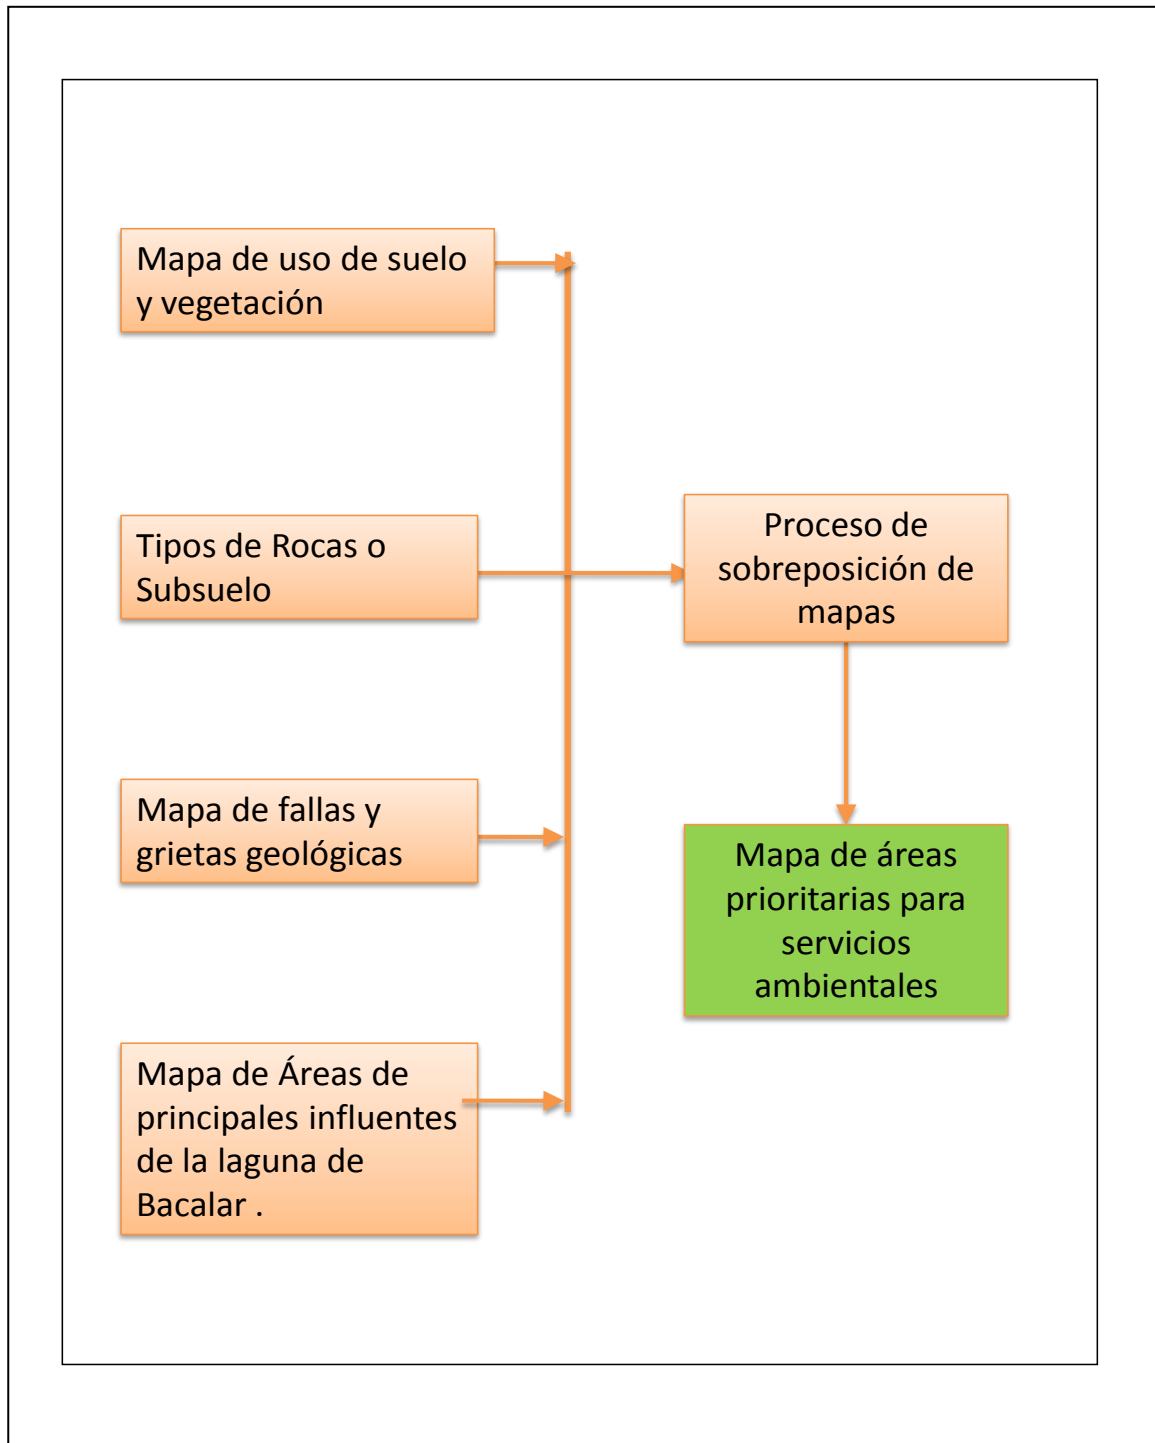 Mapa de uso de suelo
y vegetación
Tipos de Rocas o
Subsuelo
Mapa de fallas y
grietas geológicas
Mapa de Áreas de
principales influentes
de la laguna de
Bacalar .
Proceso de
sobreposición de
mapas
Mapa de áreas
prioritarias para
servicios
ambientales